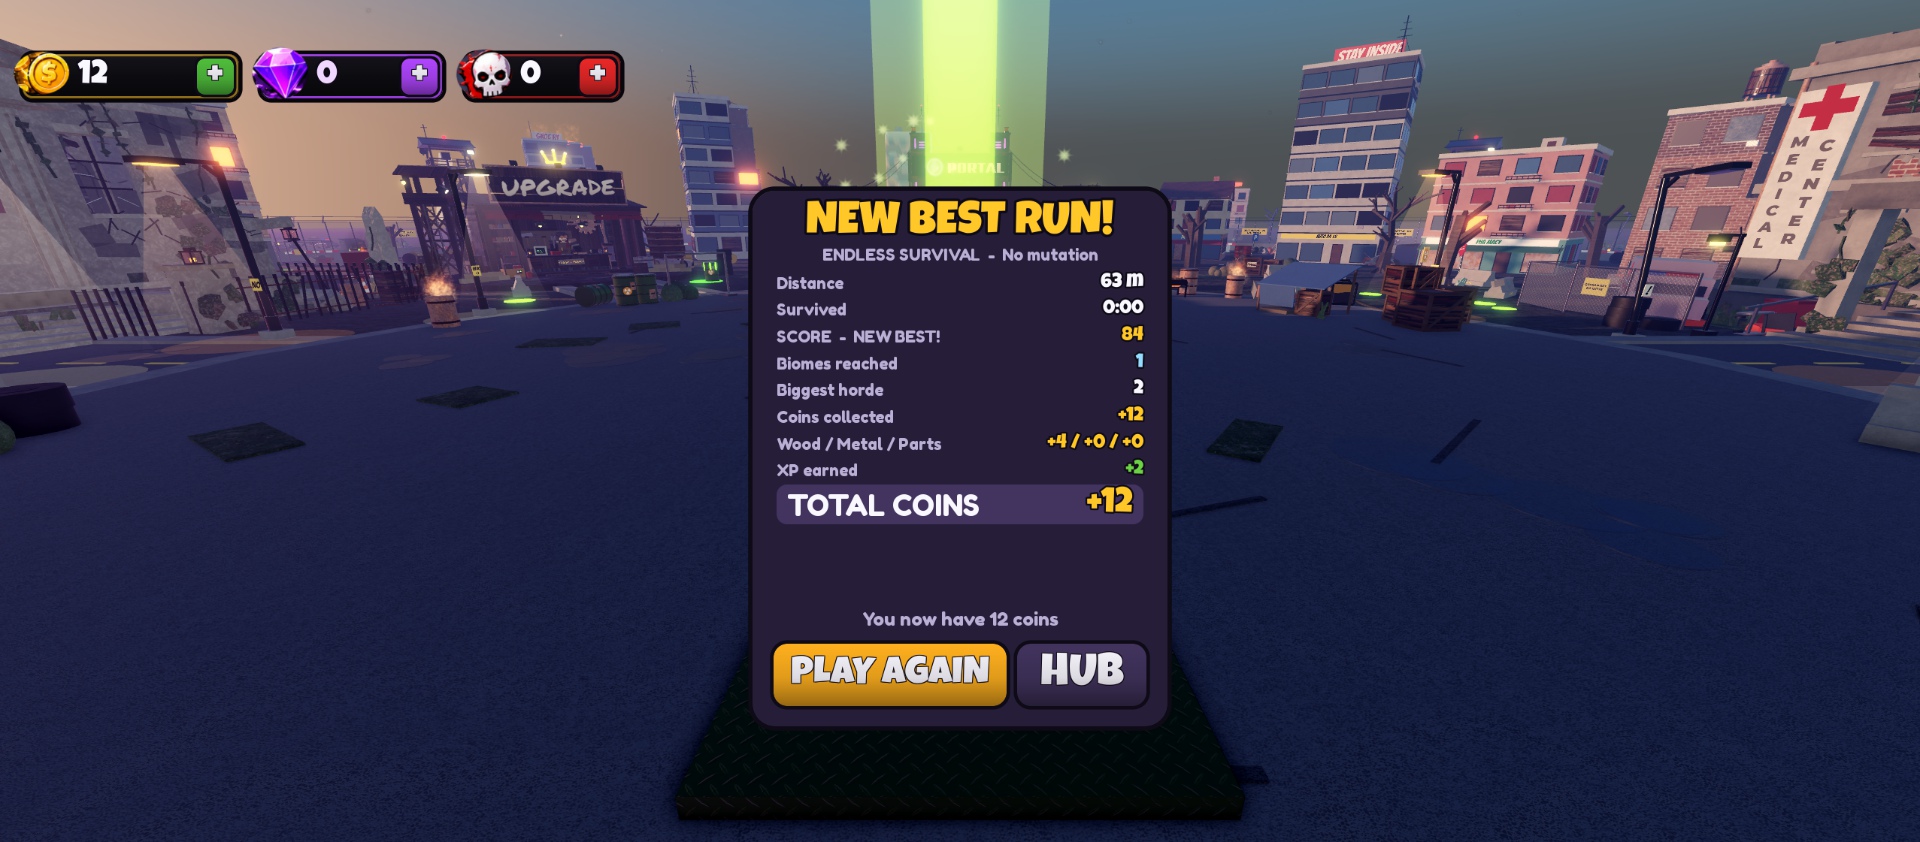 12
0
0
STAY INSIDE
UPGRADE
PORTAL
MEDICAL
CENTER
NEW BEST RUN!
ENDLESS SURVIVAL - No mutation
Distance 63 m
Survived 0:00
SCORE - NEW BEST! 84
Biomes reached 1
Biggest horde 2
Coins collected +12
Wood / Metal / Parts +4 / +0 / +0
XP earned +2
TOTAL COINS +12
You now have 12 coins
PLAY AGAIN HUB